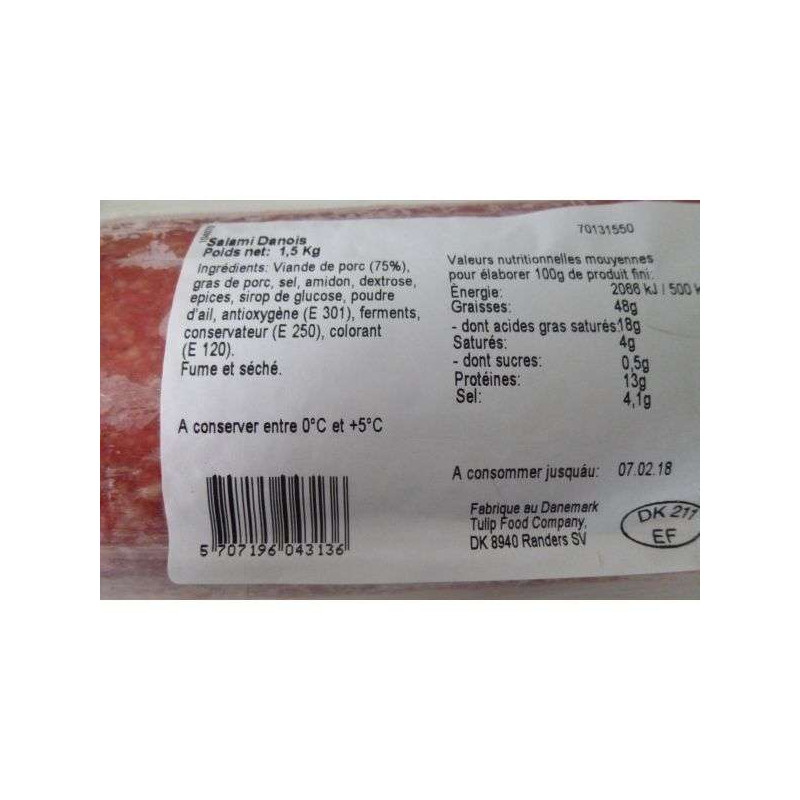 Salami Danois
Poids net: 1,5 Kg
Ingrédients: Viande de porc (75%),
gras de porc, sel, amidon, dextrose,
epices, sirop de glucose, poudre
d'ail, antioxygène (E 301), ferments,
conservateur (E 250), colorant
(E 120).
Fume et séché.
A conserver entre 0°C et +5°C
5 707196 043136
70131550
Valeurs nutritionnelles mouyennes
pour élaborer 100g de produit fini:
Énergie: 2086 kJ / 500
Graisses: 48g
- dont acides gras saturés: 18g
Saturés: 4g
- dont sucres: 0,5g
Protéines: 13g
Sel: 4,1g
A consommer jusquáu: 07.02.18
Fabrique au Danemark
Tulip Food Company,
DK 8940 Randers SV
DK 211
EF